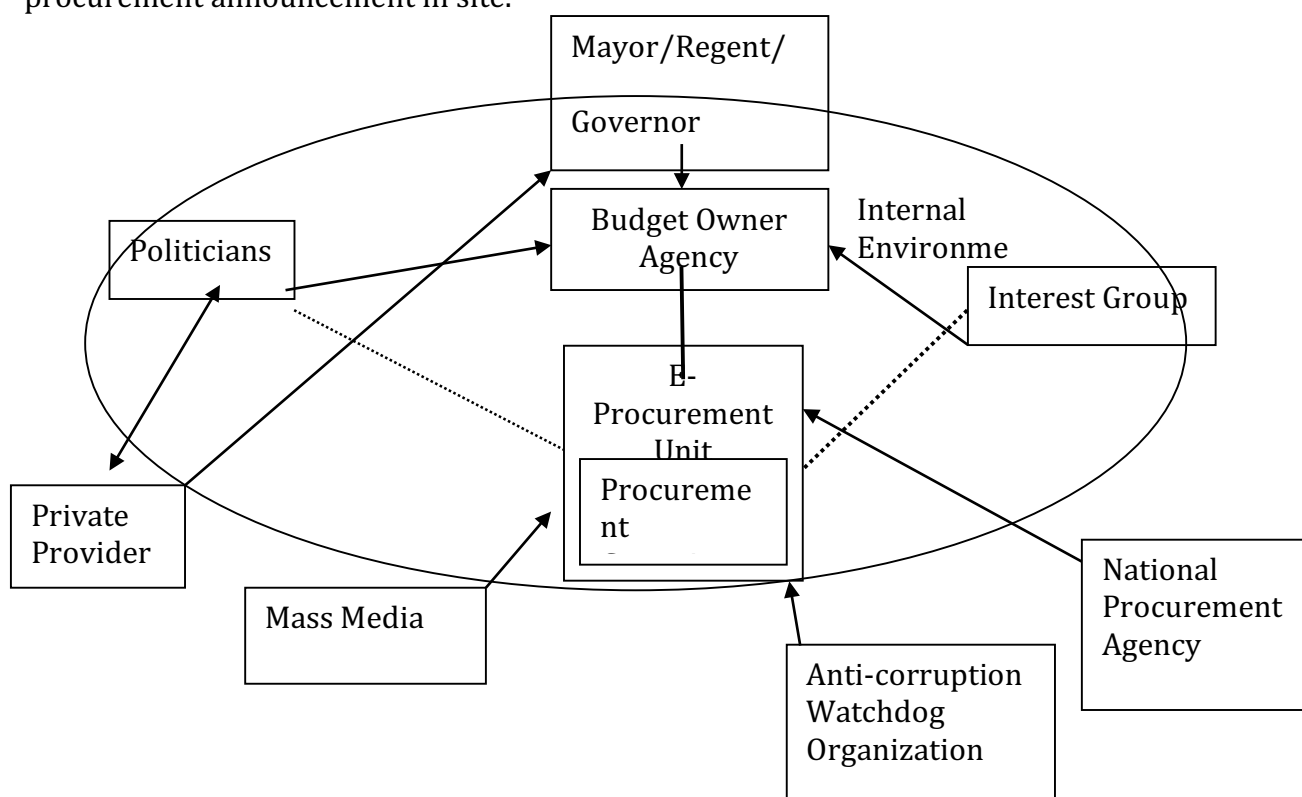 procurement announcement in site.
Mayor/Regent/
Governor
Budget Owner
Agency
Internal
Environme
Politicians
Interest Group
E-
Procurement
Unit
Procureme
nt
Private
Provider
Mass Media
National
Procurement
Agency
Anti-corruption
Watchdog
Organization